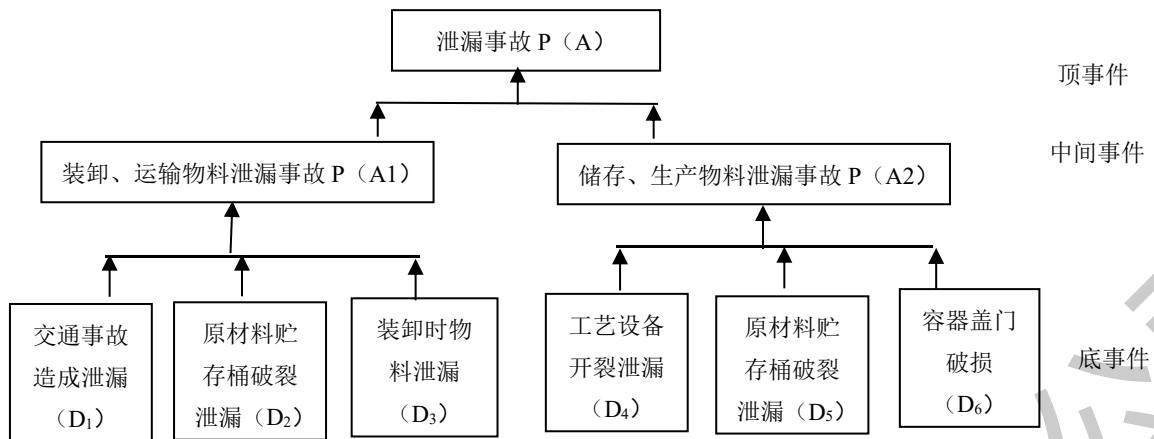 泄漏事故 P（A）
顶事件
装卸、运输物料泄漏事故 P（A1）
储存、生产物料泄漏事故 P（A2）
中间事件
交通事故
造成泄漏
（D₁）
原材料贮
存桶破裂
泄漏（D₂）
装卸时物
料泄漏
（D₃）
工艺设备
开裂泄漏
（D₄）
原材料贮
存桶破裂
泄漏（D₅）
容器盖门
破损
（D₆）
底事件